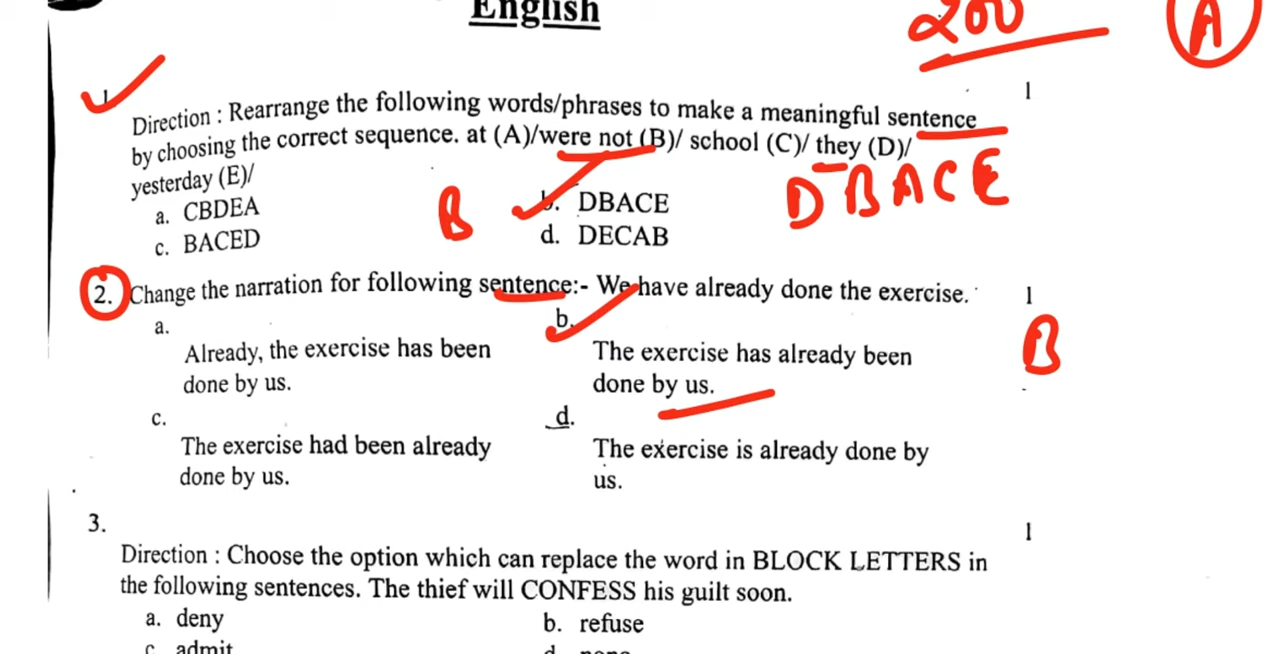 English
200
A
1
Direction : Rearrange the following words/phrases to make a meaningful sentence
by choosing the correct sequence. at (A)/were not (B)/ school (C)/ they (D)/
yesterday (E)/
DBACE
a. CBDEA
b. DBACE
B
c. BACED
d. DECAB
2. Change the narration for following sentence:- We have already done the exercise. 1
a.
Already, the exercise has been
done by us.
b.
The exercise has already been
done by us.
B
c.
The exercise had been already
done by us.
d.
The exercise is already done by
us.
3.
1
Direction : Choose the option which can replace the word in BLOCK LETTERS in
the following sentences. The thief will CONFESS his guilt soon.
a. deny
b. refuse
c. admit
d. none